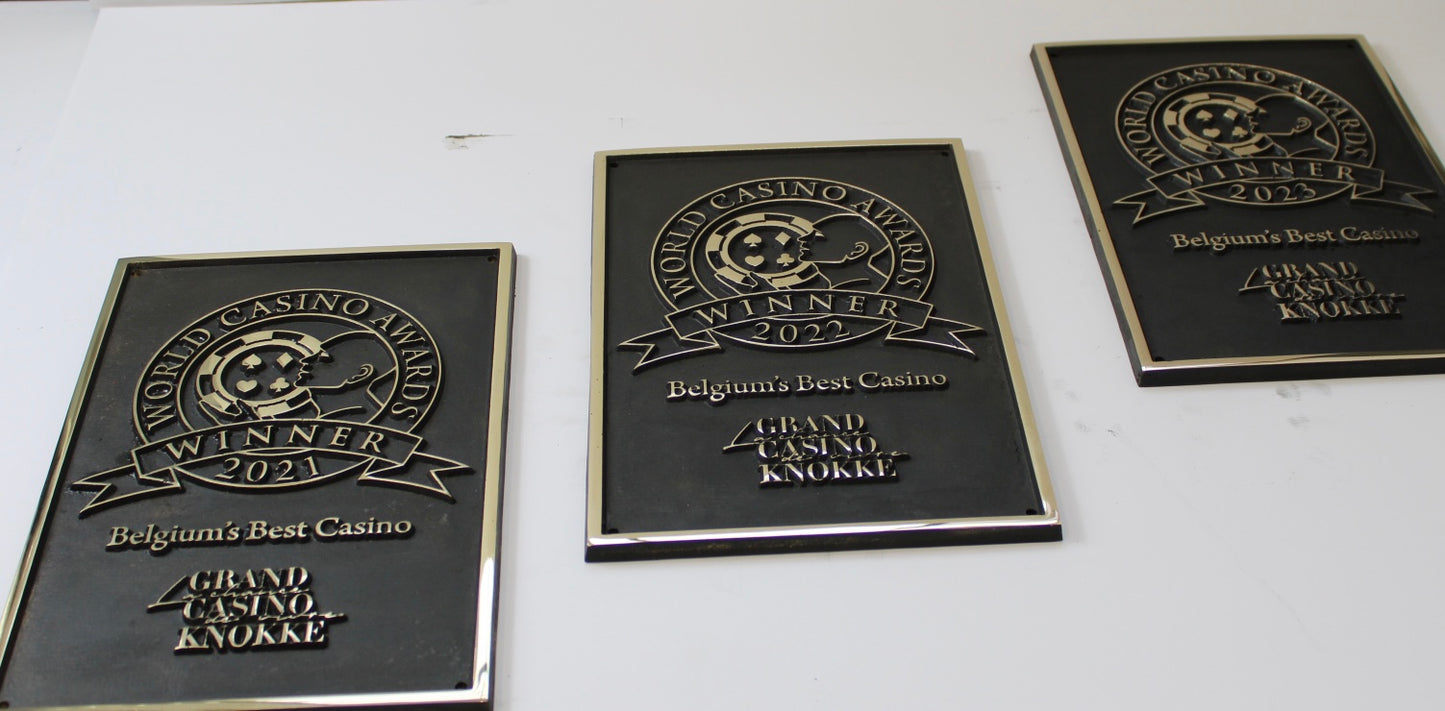 WORLD CASINO AWARDS
WINNER
2021
Belgium's Best Casino
GRAND
CASINO
KNOKKE
WORLD CASINO AWARDS
WINNER
2022
Belgium's Best Casino
GRAND
CASINO
KNOKKE
WORLD CASINO AWARDS
WINNER
2023
Belgium's Best Casino
GRAND
CASINO
KNOKKE